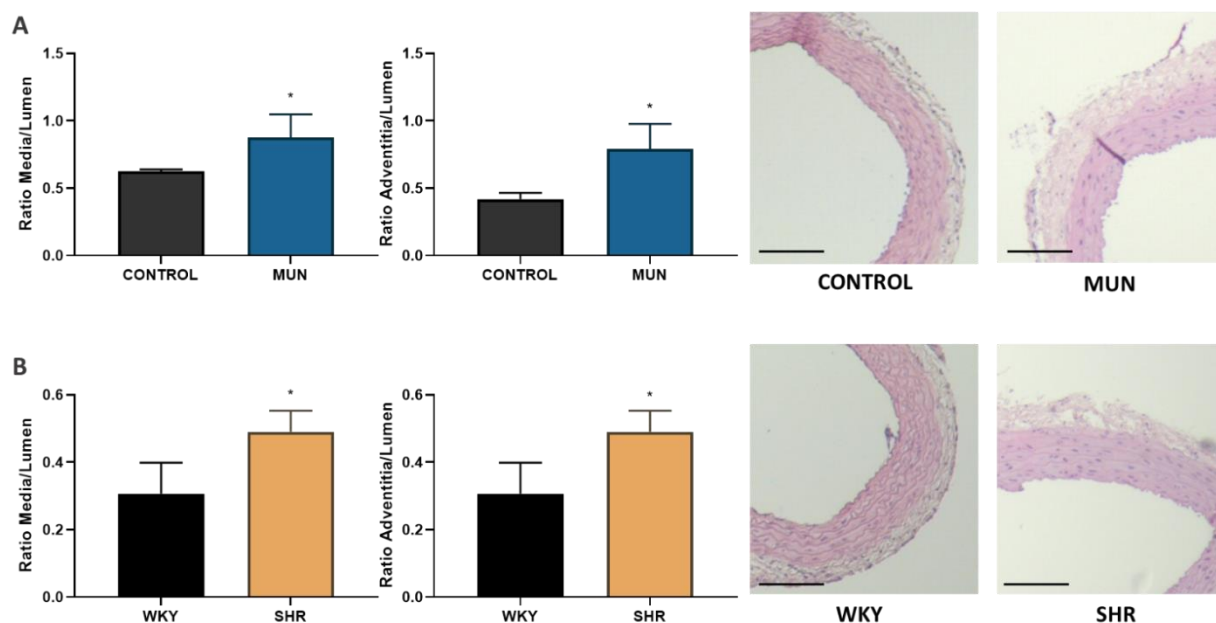 A
Ratio Media/Lumen
1.5
1.0
0.5
0.0
*
CONTROL
MUN
Ratio Adventitia/Lumen
1.5
1.0
0.5
0.0
*
CONTROL
MUN
CONTROL
MUN
B
Ratio Media/Lumen
0.6
0.4
0.2
0.0
*
WKY
SHR
Ratio Adventitia/Lumen
0.6
0.4
0.2
0.0
*
WKY
SHR
WKY
SHR